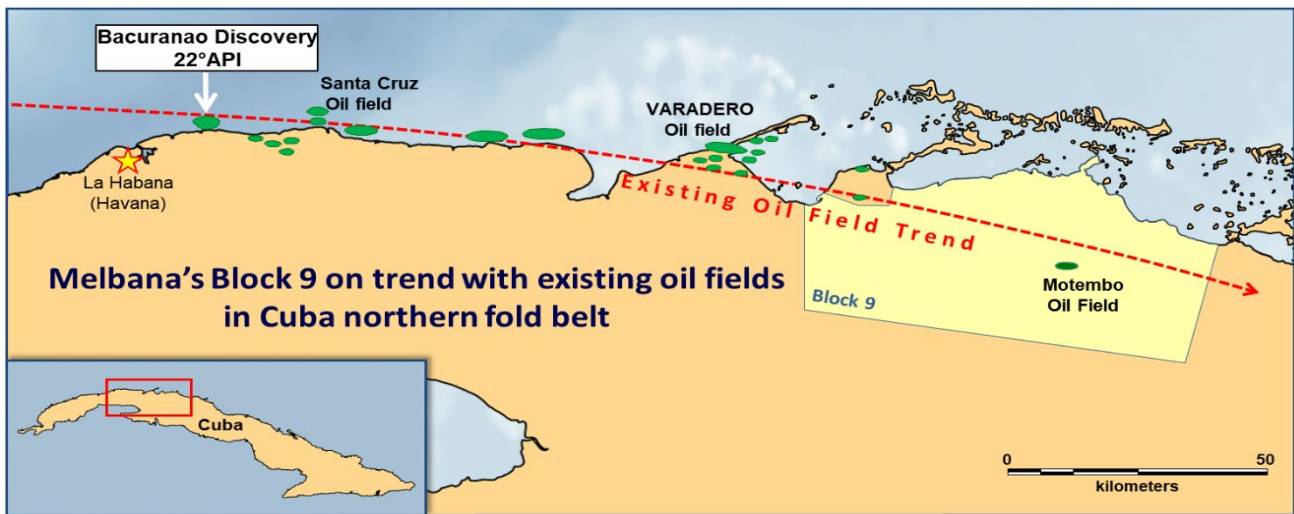 Bacuranao Discovery
22°API
Santa Cruz
Oil field
VARADERO
Oil field
La Habana
(Havana)
Existing Oil Field Trend
Melbana's Block 9 on trend with existing oil fields
in Cuba northern fold belt
Block 9
Motembo
Oil Field
Cuba
0 50
kilometers